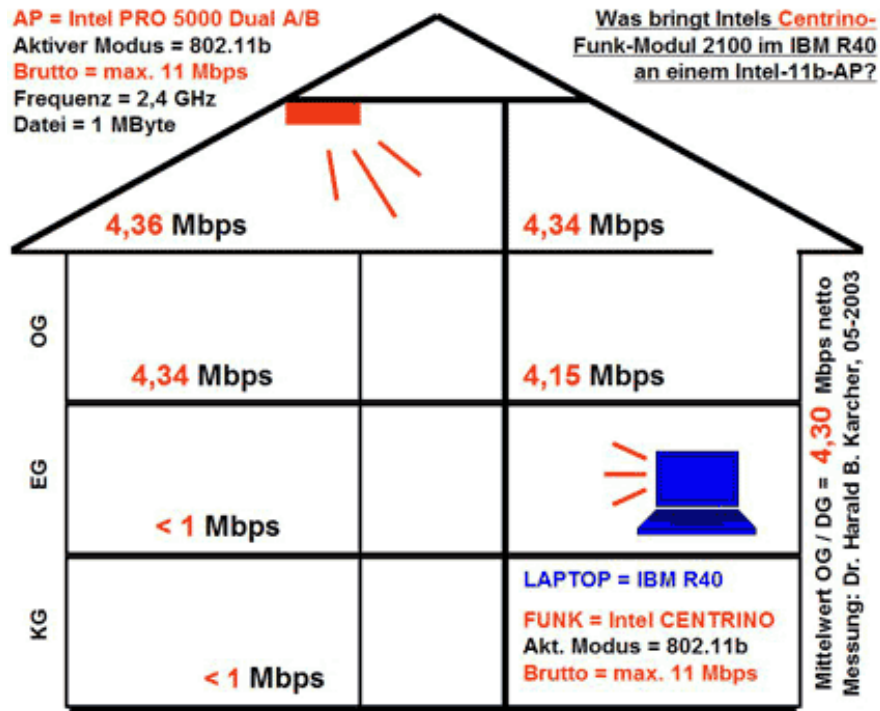 AP = Intel PRO 5000 Dual A/B
Aktiver Modus = 802.11b
Brutto = max. 11 Mbps
Frequenz = 2,4 GHz
Datei = 1 MByte
Was bringt Intels Centrino-
Funk-Modul 2100 im IBM R40
an einem Intel-11b-AP?
4,36 Mbps
4,34 Mbps
OG
4,34 Mbps
4,15 Mbps
EG
< 1 Mbps
KG
< 1 Mbps
LAPTOP = IBM R40
FUNK = Intel CENTRINO
Akt. Modus = 802.11b
Brutto = max. 11 Mbps
Mittelwert OG / DG = 4,30 Mbps netto
Messung: Dr. Harald B. Karcher, 05-2003